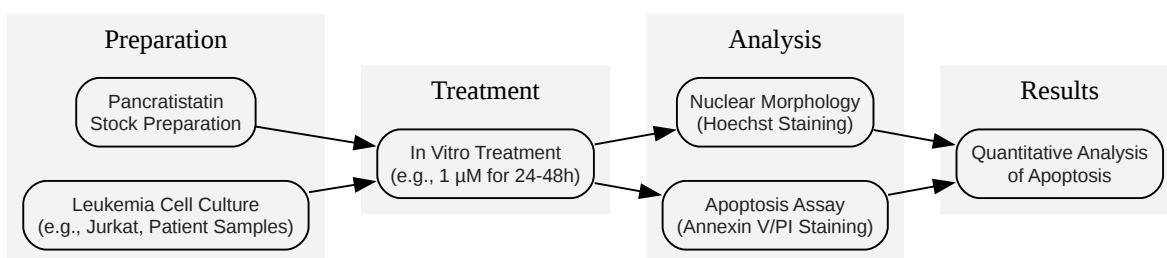 Preparation
Pancratistatin
Stock Preparation
Leukemia Cell Culture
(e.g., Jurkat, Patient Samples)
Treatment
In Vitro Treatment
(e.g., 1 µM for 24-48h)
Analysis
Nuclear Morphology
(Hoechst Staining)
Apoptosis Assay
(Annexin V/PI Staining)
Results
Quantitative Analysis
of Apoptosis